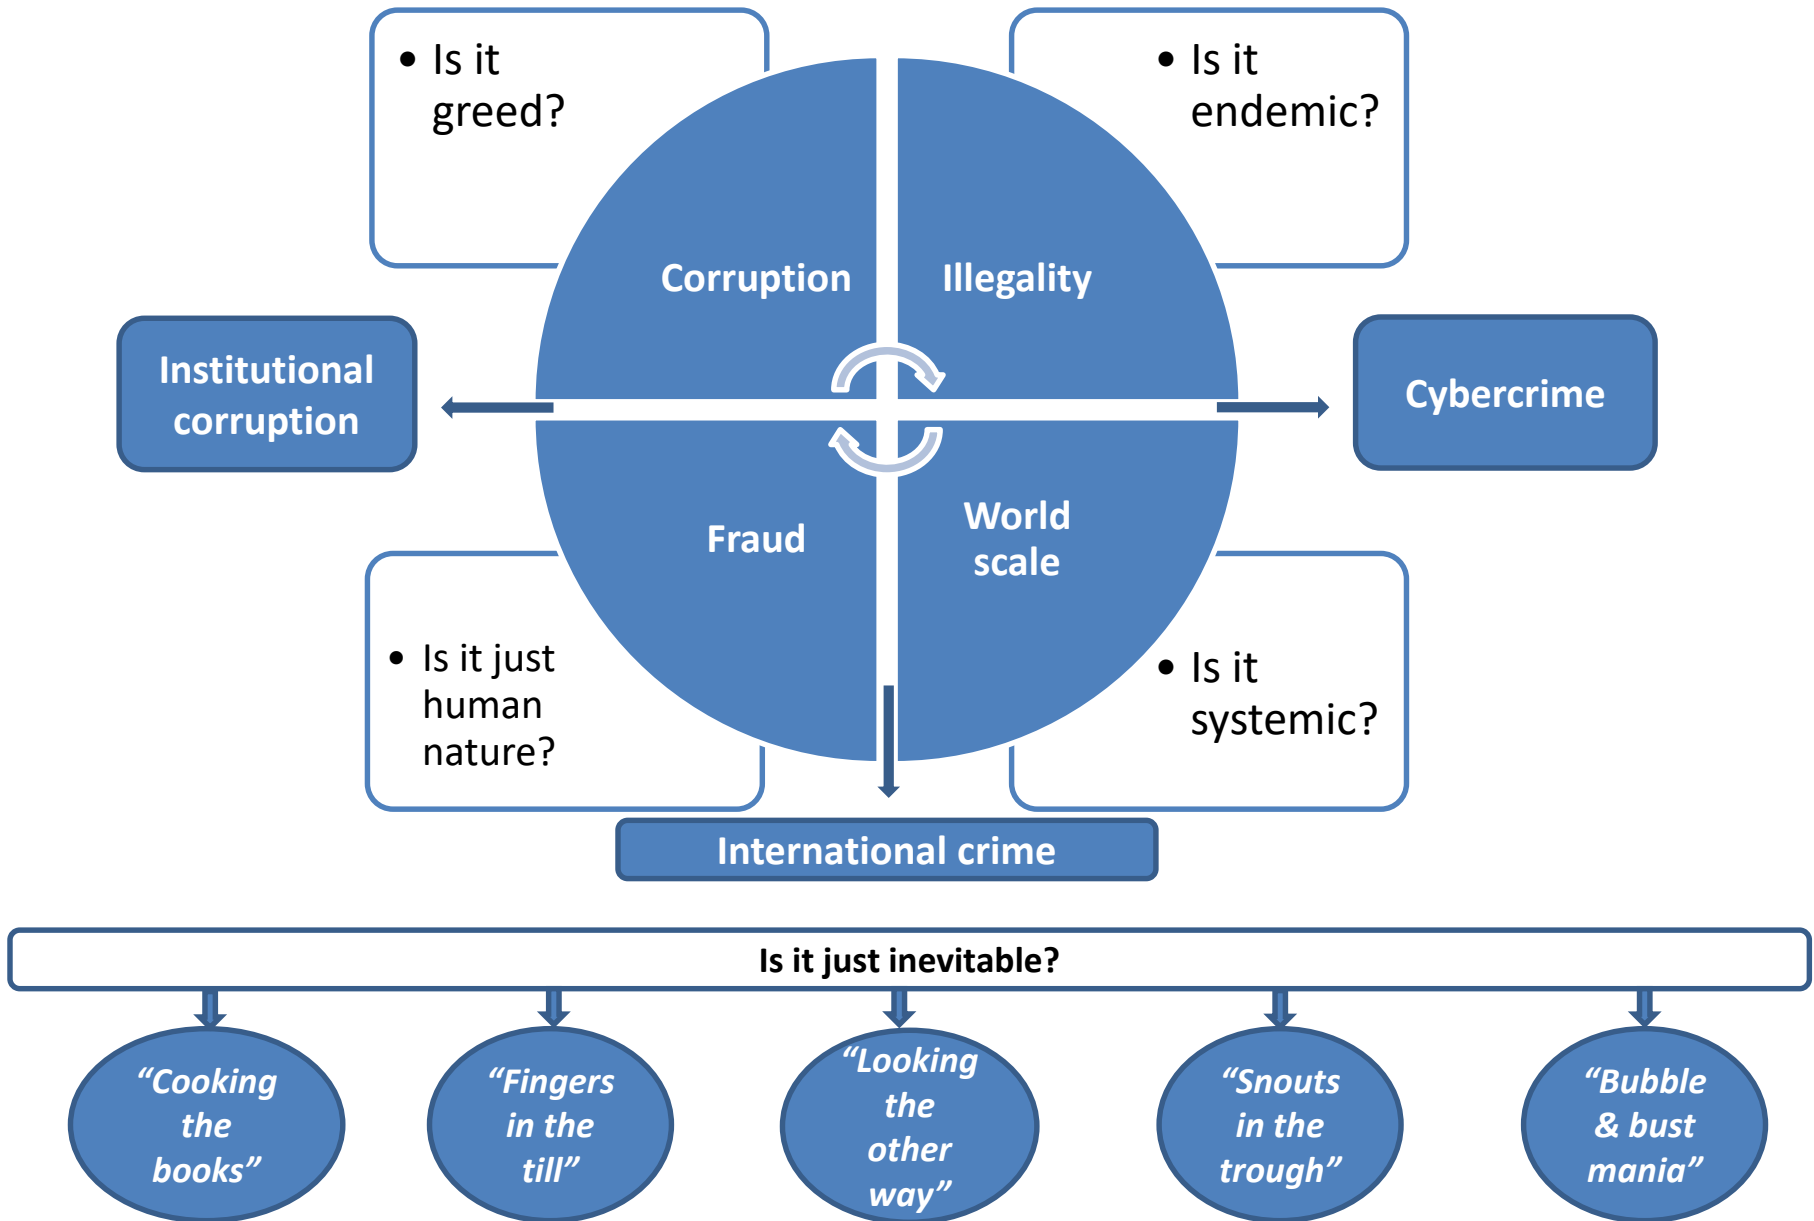 • Is it
greed?
• Is it
endemic?
Corruption
Illegality
Institutional
corruption
Cybercrime
Fraud
World
scale
• Is it just
human
nature?
• Is it
systemic?
International crime
Is it just inevitable?
“Cooking
the
books”
“Fingers
in the
till”
“Looking
the
other
way”
“Snouts
in the
trough”
“Bubble
& bust
mania”